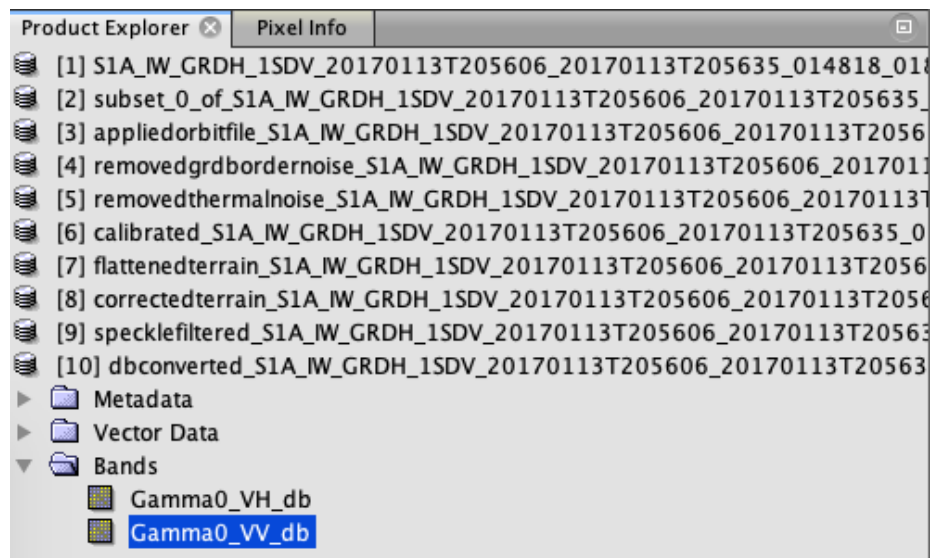 Product Explorer Pixel Info
[1] S1A_IW_GRDH_1SDV_20170113T205606_20170113T205635_014818_018
[2] subset_0_of_S1A_IW_GRDH_1SDV_20170113T205606_20170113T205635_
[3] appliedorbitfile_S1A_IW_GRDH_1SDV_20170113T205606_20170113T2056
[4] removedgrdbordernoise_S1A_IW_GRDH_1SDV_20170113T205606_2017011
[5] removedthermalnoise_S1A_IW_GRDH_1SDV_20170113T205606_20170113T
[6] calibrated_S1A_IW_GRDH_1SDV_20170113T205606_20170113T205635_0
[7] flattenedterrain_S1A_IW_GRDH_1SDV_20170113T205606_20170113T2056
[8] correctedterrain_S1A_IW_GRDH_1SDV_20170113T205606_20170113T2056
[9] specklefiltered_S1A_IW_GRDH_1SDV_20170113T205606_20170113T20563
[10] dbconverted_S1A_IW_GRDH_1SDV_20170113T205606_20170113T20563
Metadata
Vector Data
Bands
Gamma0_VH_db
Gamma0_VV_db